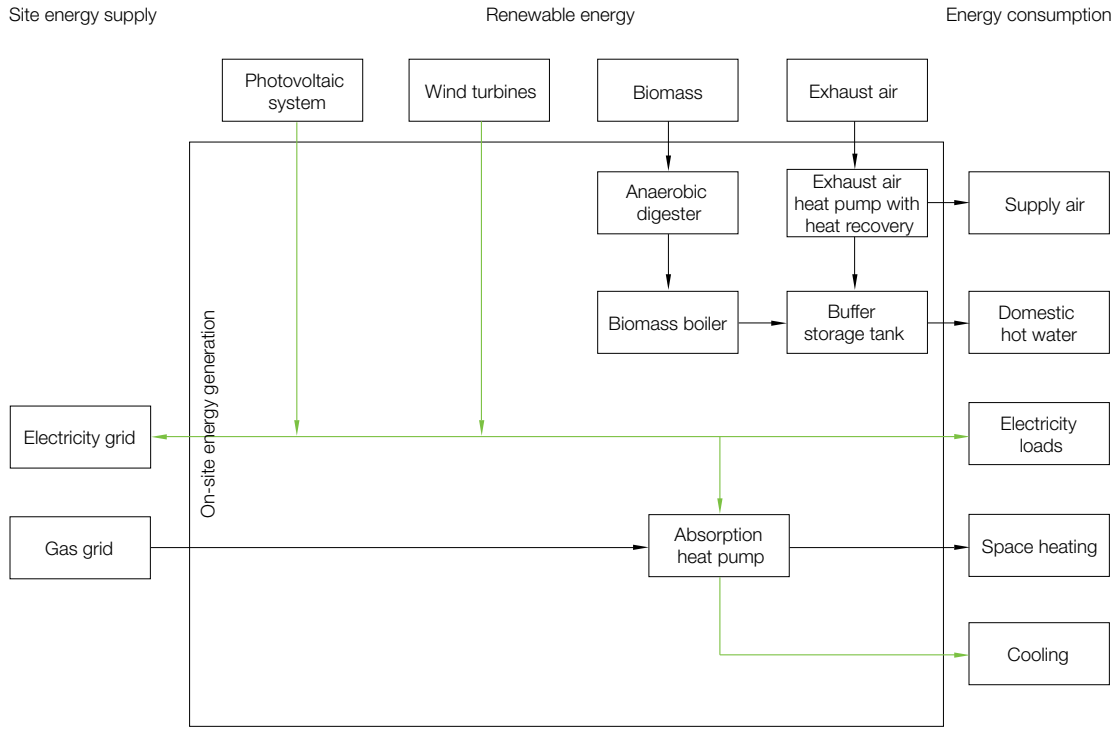 Site energy supply
Renewable energy
Energy consumption
Photovoltaic
system
Wind turbines
Biomass
Exhaust air
Anaerobic
digester
Exhaust air
heat pump with
heat recovery
Supply air
Biomass boiler
Buffer
storage tank
Domestic
hot water
On-site energy generation
Electricity grid
Electricity
loads
Gas grid
Absorption
heat pump
Space heating
Cooling